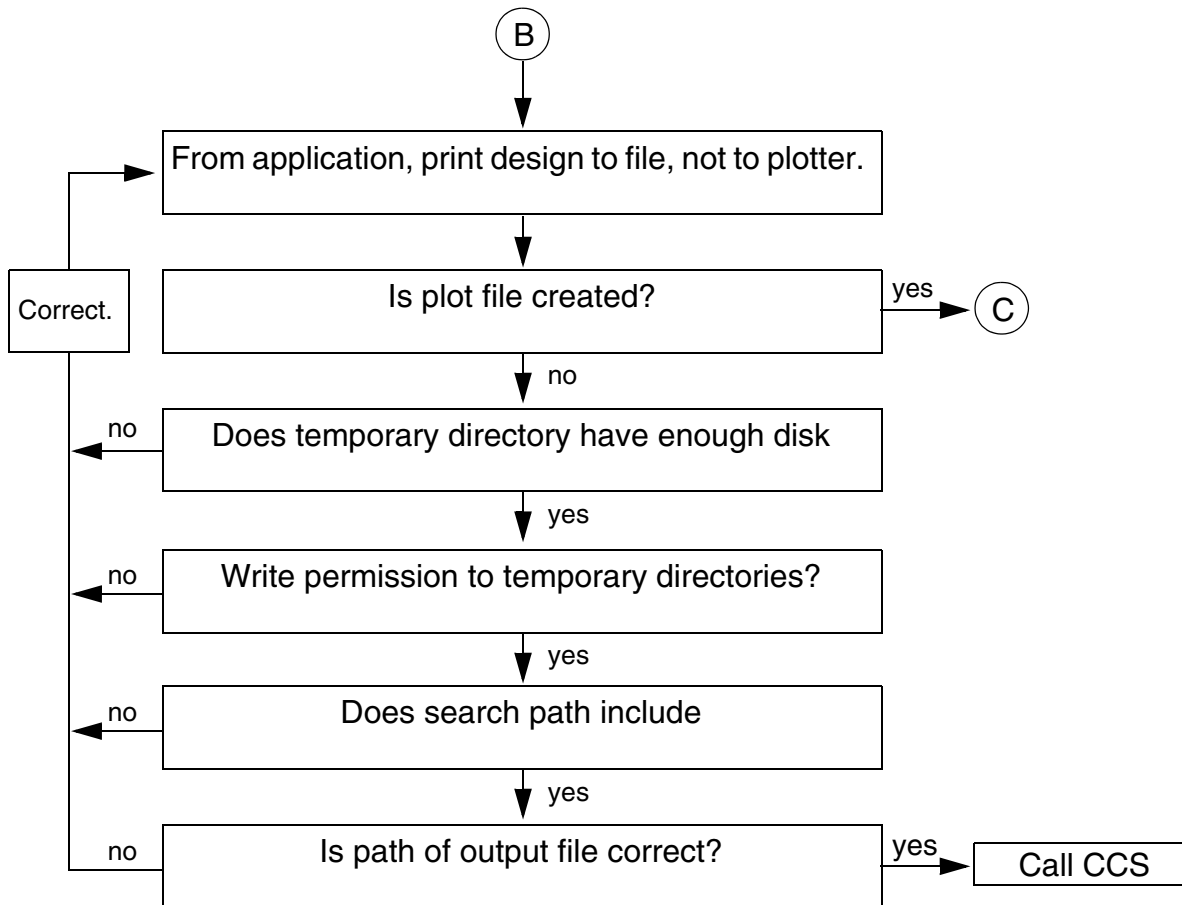 B
From application, print design to file, not to plotter.
Correct.
Is plot file created?
yes
C
no
Does temporary directory have enough disk
no
yes
Write permission to temporary directories?
no
yes
Does search path include
no
yes
Is path of output file correct?
no
yes
Call CCS